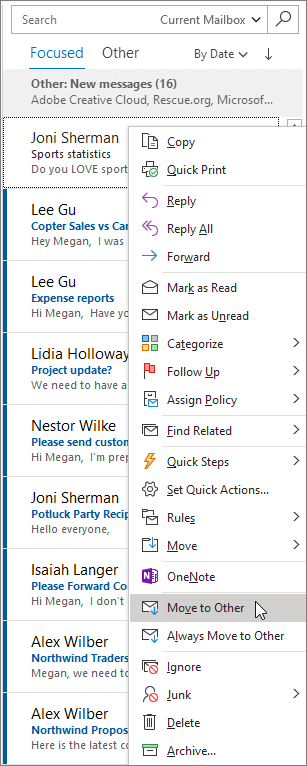 Search Current Mailbox
Focused Other By Date
Other: New messages (16)
Adobe Creative Cloud, Rescue.org, Microsof...
Joni Sherman
Sports statistics
Do you LOVE sport
Lee Gu
Copter Sales vs Ca
Hey Megan, I was
Lee Gu
Expense reports
Hi Megan, Have yo
Lidia Holloway
Project update?
We need to have a
Nestor Wilke
Please send custom
Hi Megan, I'm prep
Joni Sherman
Potluck Party Recip
Hello everyone,
Isaiah Langer
Please Forward Co
Hi Megan, I don't
Alex Wilber
Northwind Traders
Megan, we need to
Alex Wilber
Northwind Propos
Here is the latest co
Copy
Quick Print
Reply
Reply All
Forward
Mark as Read
Mark as Unread
Categorize
Follow Up
Assign Policy
Find Related
Quick Steps
Set Quick Actions...
Rules
Move
OneNote
Move to Other
Always Move to Other
Ignore
Junk
Delete
Archive...